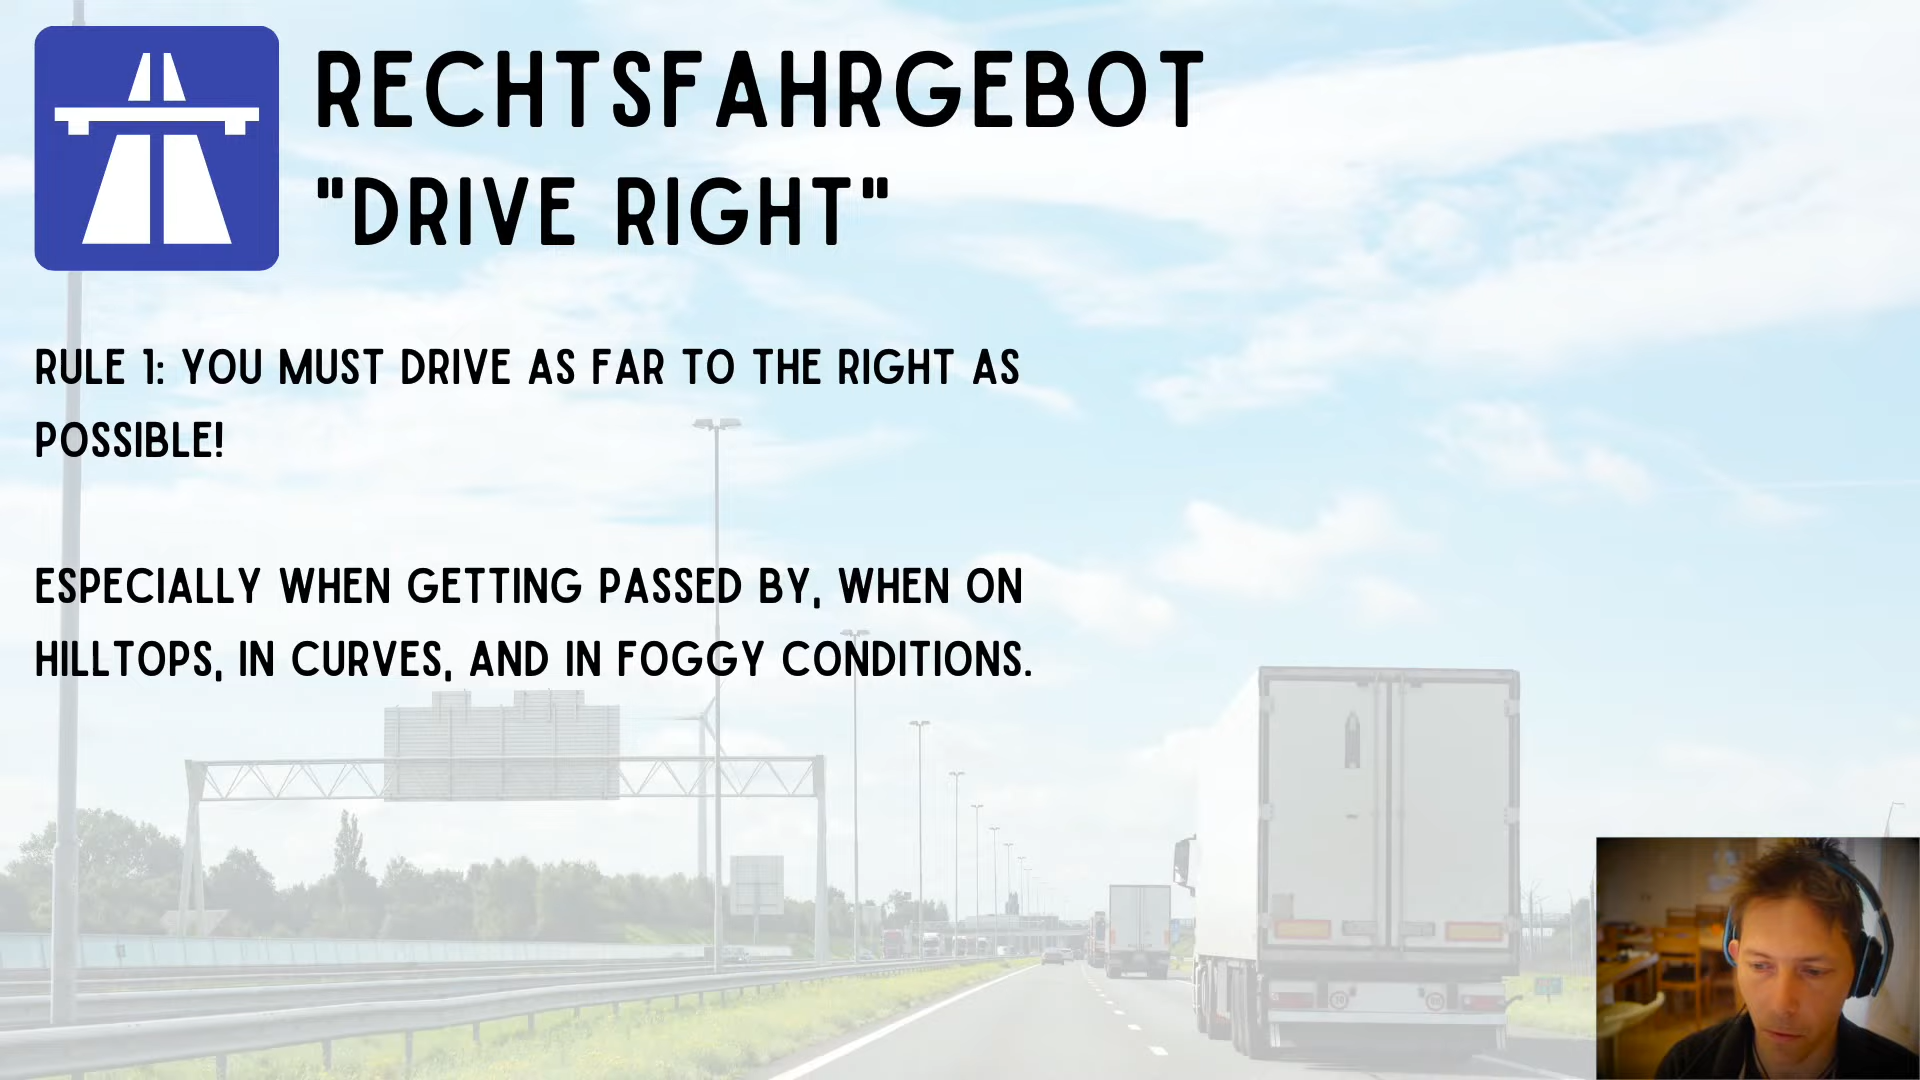 RECHTSFAHRGEBOT
"DRIVE RIGHT"
RULE 1: YOU MUST DRIVE AS FAR TO THE RIGHT AS
POSSIBLE!
ESPECIALLY WHEN GETTING PASSED BY, WHEN ON
HILLTOPS, IN CURVES, AND IN FOGGY CONDITIONS.